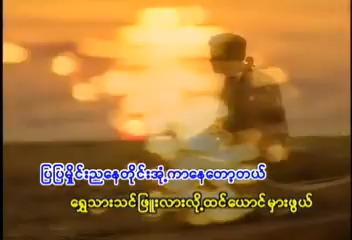 ပြာပြာမှိုင်းညနေတိုင်းအုံ့ကာနေတော့တယ်
ရွှေသားသင်ဖြူးလားလို့ထင်ယောင်မှားဖွယ်